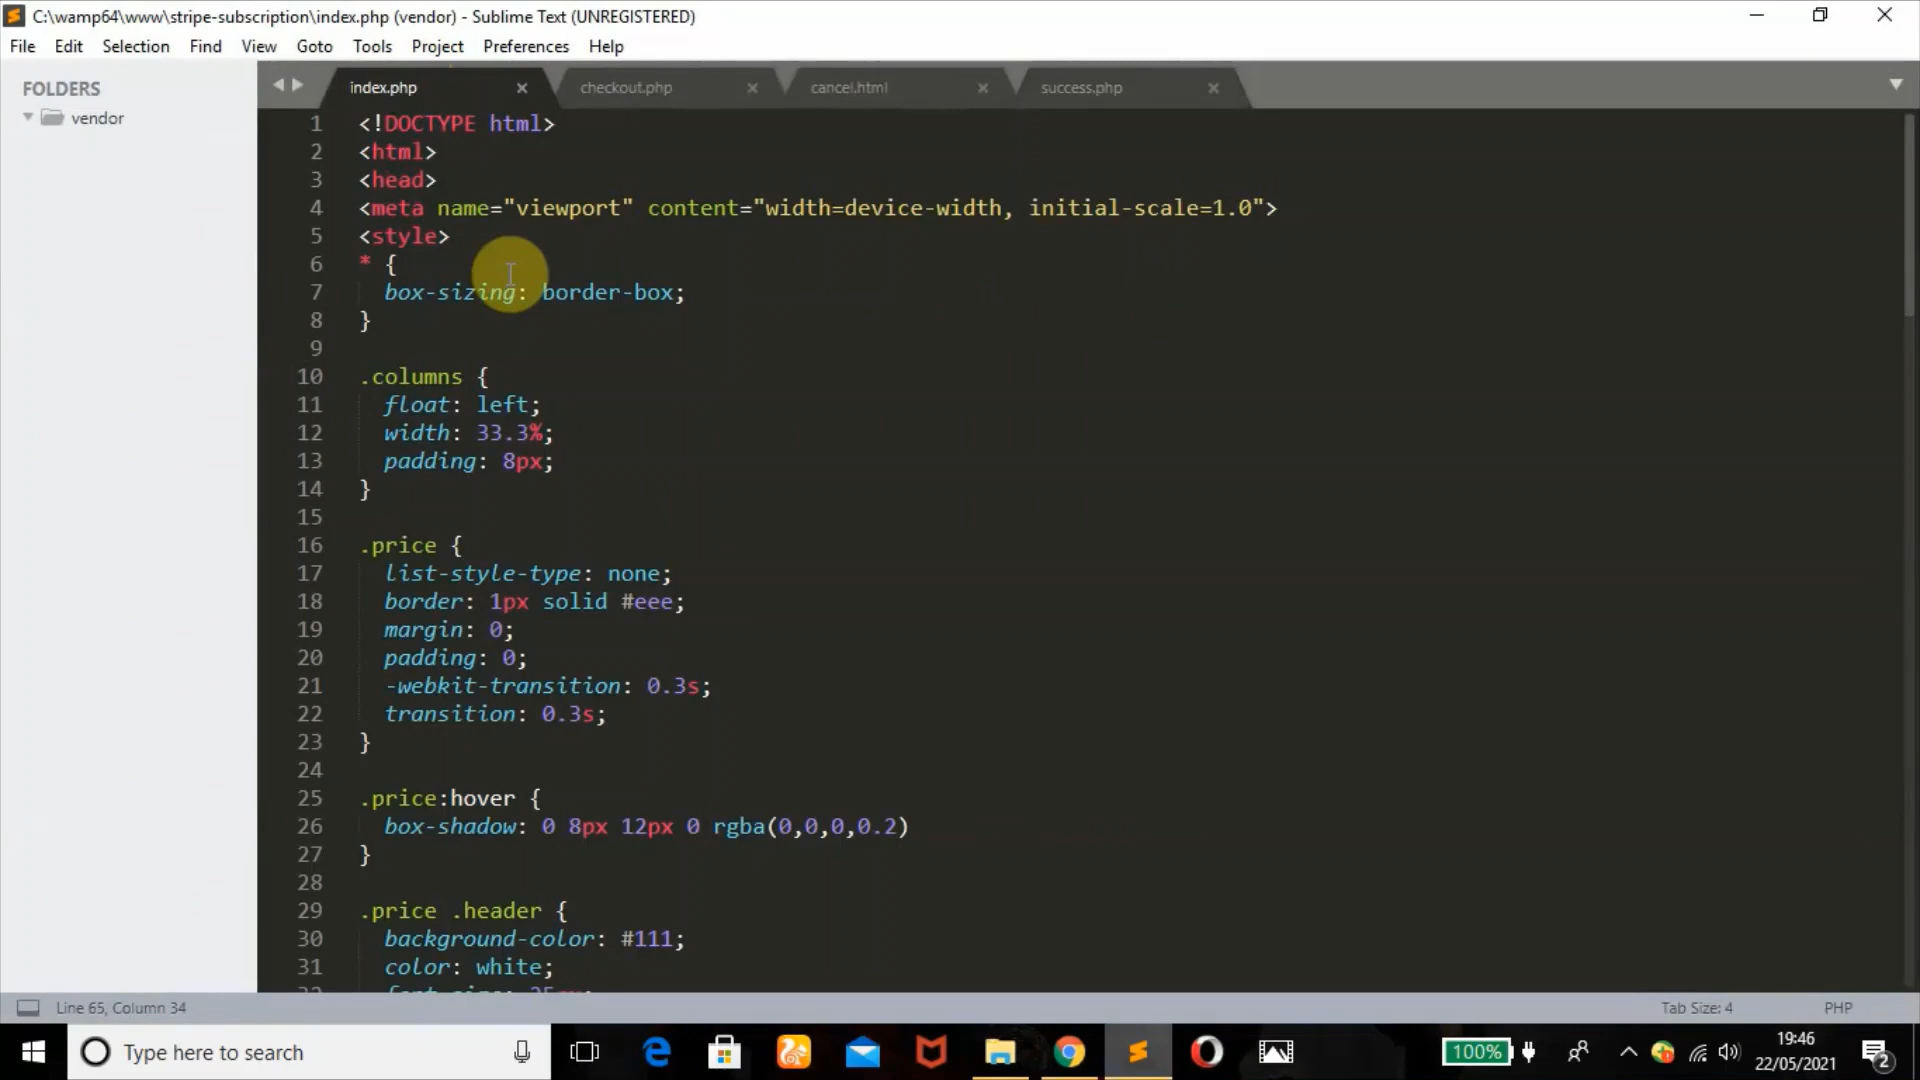 C:\wamp64\www\stripe-subscription\index.php (vendor) - Sublime Text (UNREGISTERED)
File Edit Selection Find View Goto Tools Project Preferences Help
FOLDERS
vendor
index.php checkout.php cancel.html success.php
1 <!DOCTYPE html>
2 <html>
3 <head>
4 <meta name="viewport" content="width=device-width, initial-scale=1.0">
5 <style>
6 * {
7 box-sizing: border-box;
8 }
9
10 .columns {
11 float: left;
12 width: 33.3%;
13 padding: 8px;
14 }
15
16 .price {
17 list-style-type: none;
18 border: 1px solid #eee;
19 margin: 0;
20 padding: 0;
21 -webkit-transition: 0.3s;
22 transition: 0.3s;
23 }
24
25 .price:hover {
26 box-shadow: 0 8px 12px 0 rgba(0,0,0,0.2)
27 }
28
29 .price .header {
30 background-color: #111;
31 color: white;
32 font-size: 25px;
Line 65, Column 34 Tab Size: 4 PHP
Type here to search
100%
19:46
22/05/2021
2